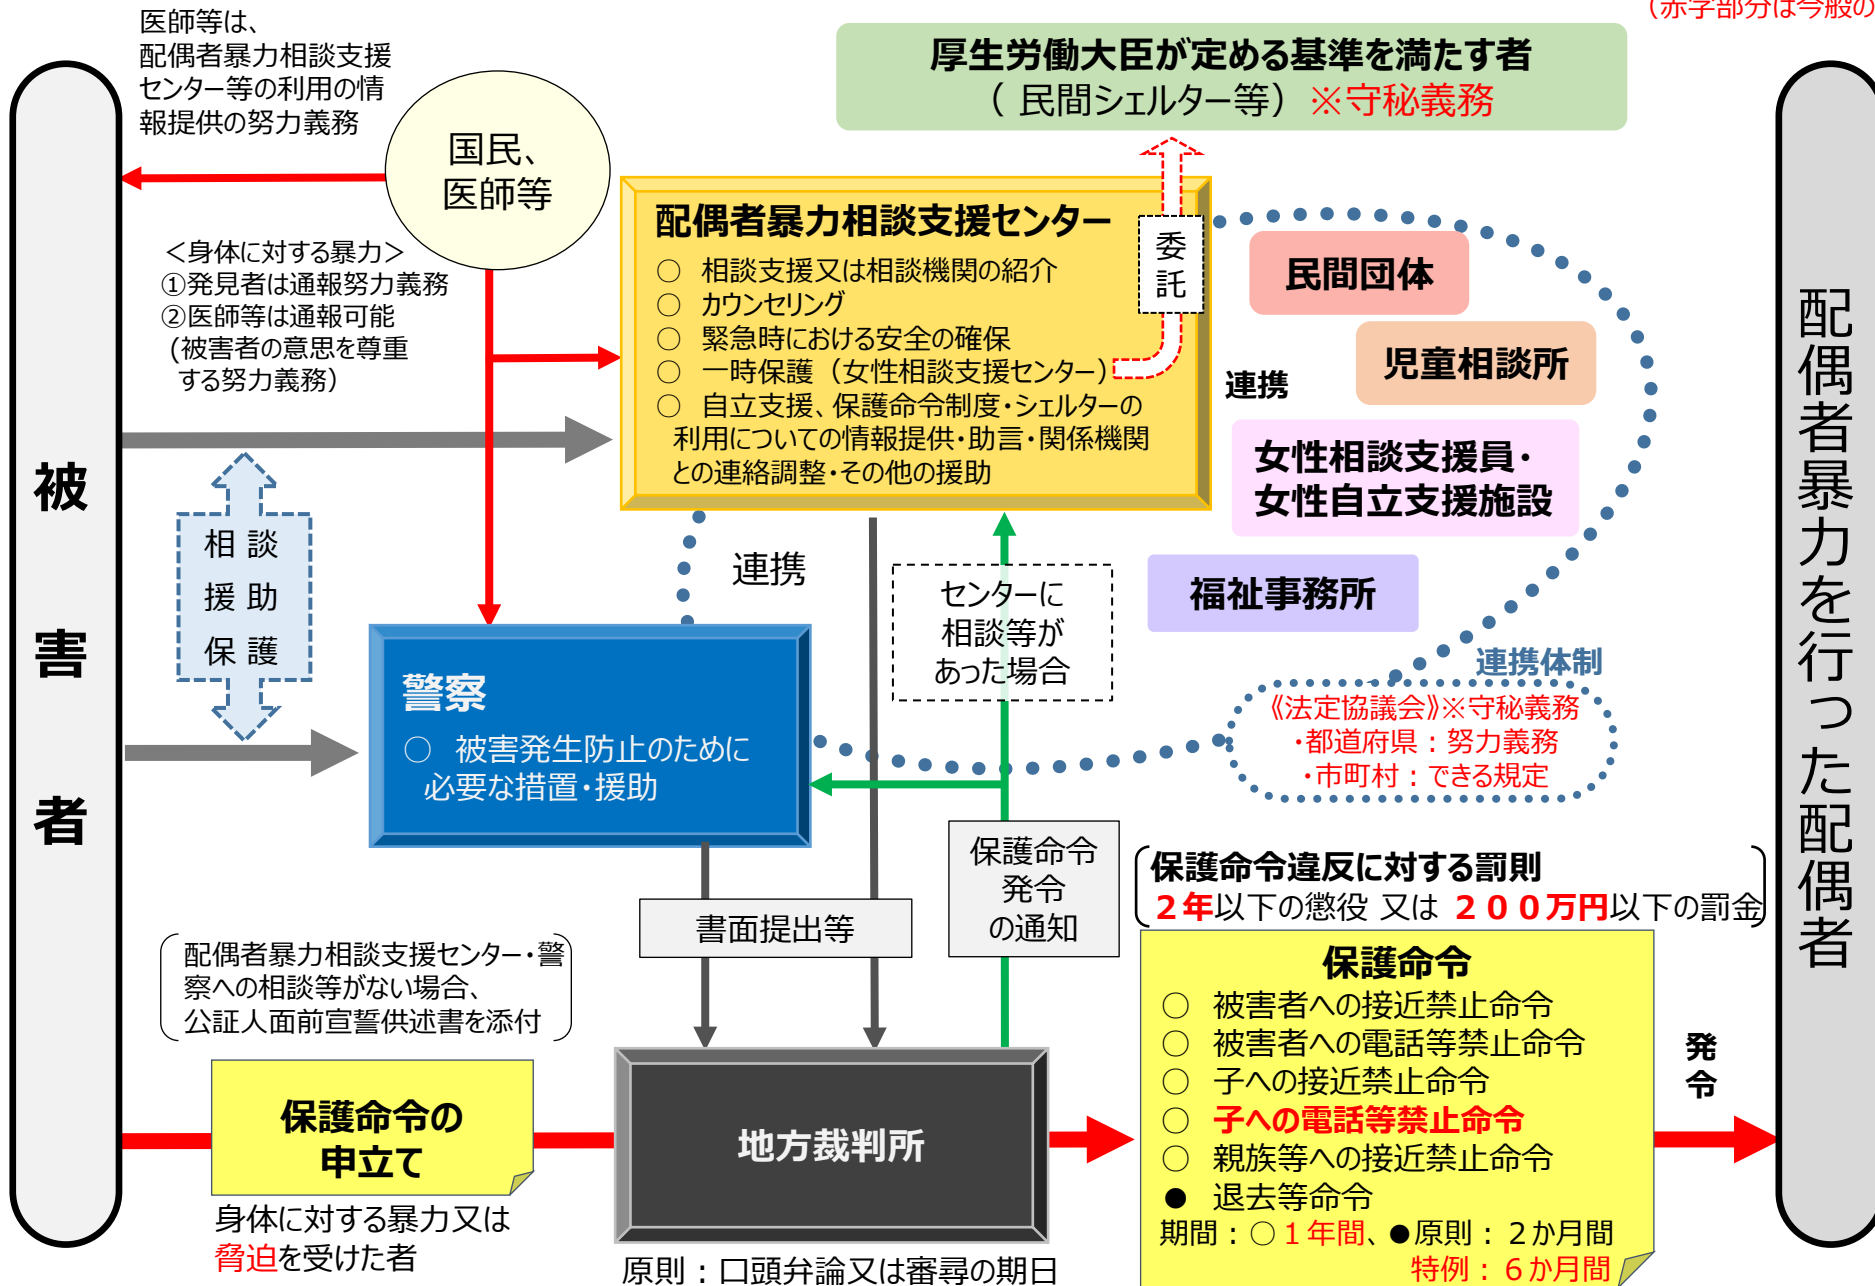 (赤字部分は今般の
医師等は、
配偶者暴力相談支援
センター等の利用の情
報提供の努力義務
国民、
医師等
厚生労働大臣が定める基準を満たす者
（ 民間シェルター等）※守秘義務
＜身体に対する暴力＞
①発見者は通報努力義務
②医師等は通報可能
(被害者の意思を尊重
する努力義務）
配偶者暴力相談支援センター
○ 相談支援又は相談機関の紹介
○ カウンセリング
○ 緊急時における安全の確保
○ 一時保護（女性相談支援センター）
○ 自立支援、保護命令制度・シェルターの
利用についての情報提供・助言・関係機関
との連絡調整・その他の援助
委
託
民間団体
児童相談所
連携
女性相談支援員・
女性自立支援施設
福祉事務所
連携体制
《法定協議会》※守秘義務
・都道府県：努力義務
・市町村：できる規定
被害者
相 談
援 助
保 護
連携
センターに
相談等が
あった場合
警察
○ 被害発生防止のために
必要な措置・援助
書面提出等
保護命令
発令
の通知
配偶者暴力相談支援センター・警
察への相談等がない場合、
公証人面前宣誓供述書を添付
保護命令の
申立て
身体に対する暴力又は
脅迫を受けた者
地方裁判所
原則：口頭弁論又は審尋の期日
保護命令違反に対する罰則
２年以下の懲役 又は ２００万円以下の罰金
保護命令
○ 被害者への接近禁止命令
○ 被害者への電話等禁止命令
○ 子への接近禁止命令
○ 子への電話等禁止命令
○ 親族等への接近禁止命令
● 退去等命令
期間：○１年間、●原則：２か月間
特例：６か月間
発
令
配偶者暴力を行った配偶者